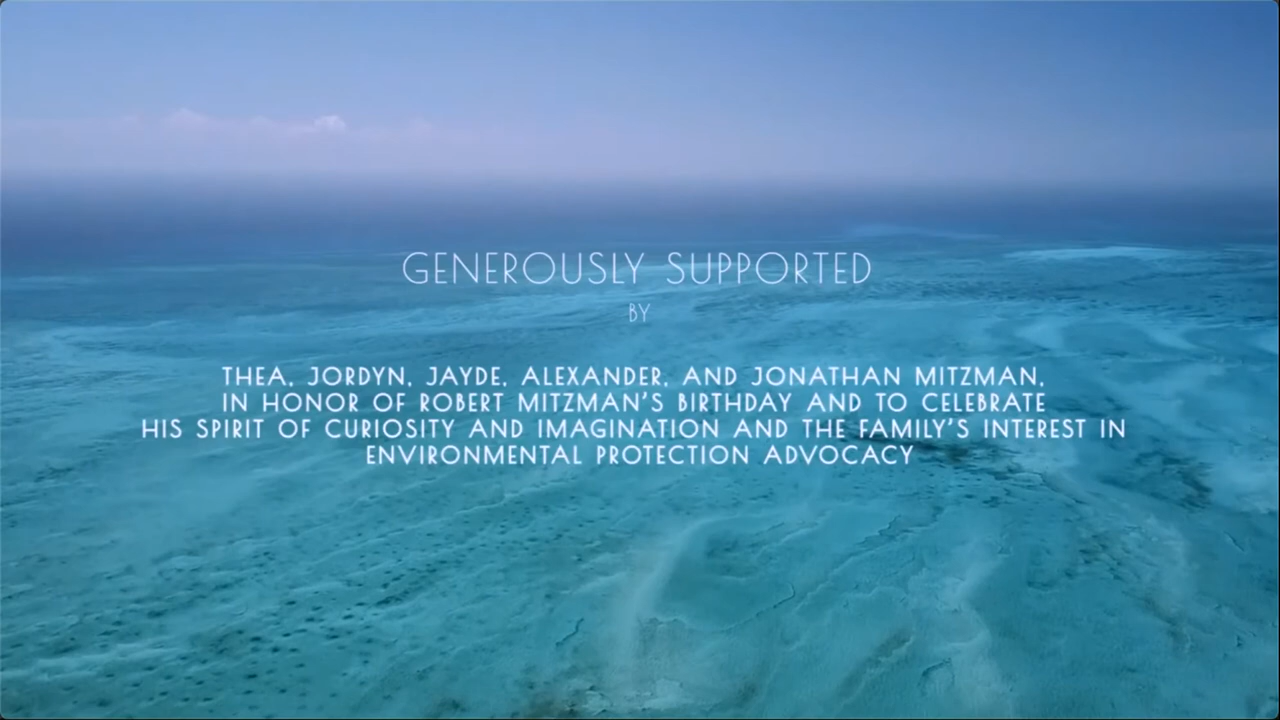 GENEROUSLY SUPPORTED
BY
THEA, JORDYN, JAYDE, ALEXANDER, AND JONATHAN MITZMAN,
IN HONOR OF ROBERT MITZMAN'S BIRTHDAY AND TO CELEBRATE
HIS SPIRIT OF CURIOSITY AND IMAGINATION AND THE FAMILY'S INTEREST IN
ENVIRONMENTAL PROTECTION ADVOCACY